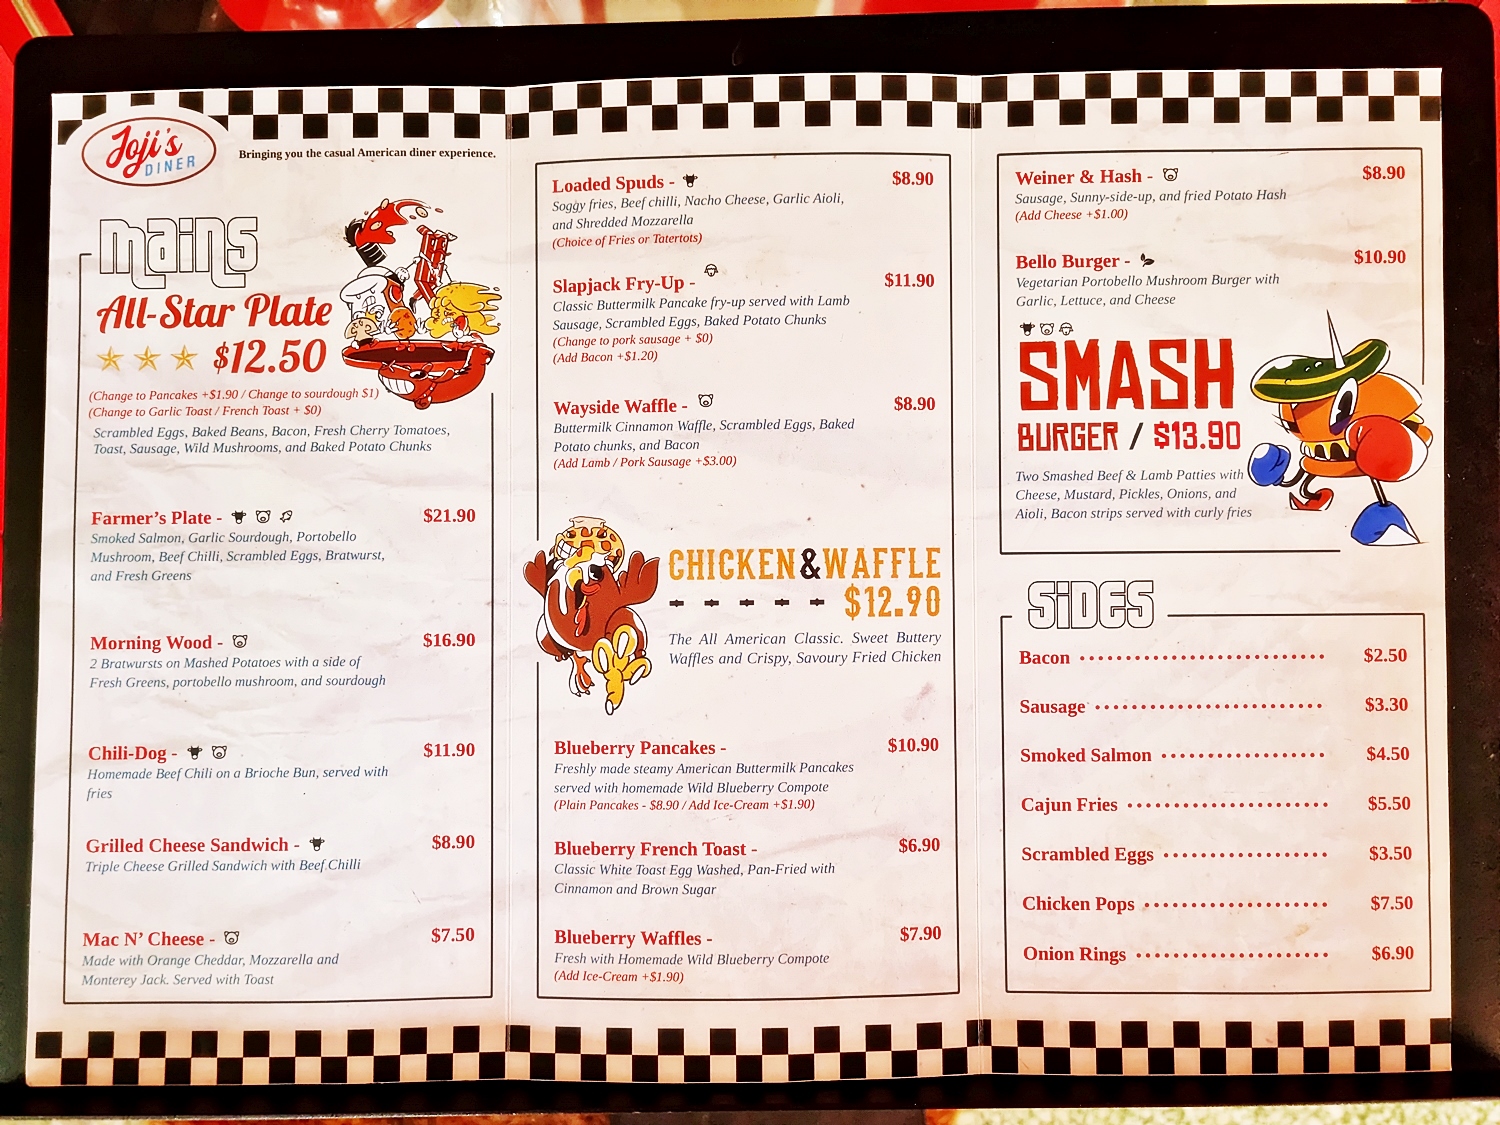 Joji's
DINER
Bringing you the casual American diner experience.
mains
All-Star Plate
$12.50
(Change to Pancakes +$1.90 / Change to sourdough $1)
(Change to Garlic Toast / French Toast + $0)
Scrambled Eggs, Baked Beans, Bacon, Fresh Cherry Tomatoes,
Toast, Sausage, Wild Mushrooms, and Baked Potato Chunks
Farmer's Plate - $21.90
Smoked Salmon, Garlic Sourdough, Portobello
Mushroom, Beef Chilli, Scrambled Eggs, Bratwurst,
and Fresh Greens
Morning Wood - $16.90
2 Bratwursts on Mashed Potatoes with a side of
Fresh Greens, portobello mushroom, and sourdough
Chili-Dog - $11.90
Homemade Beef Chili on a Brioche Bun, served with
fries
Grilled Cheese Sandwich - $8.90
Triple Cheese Grilled Sandwich with Beef Chilli
Mac N' Cheese - $7.50
Made with Orange Cheddar, Mozzarella and
Monterey Jack. Served with Toast
Loaded Spuds - $8.90
Soggy fries, Beef chilli, Nacho Cheese, Garlic Aioli,
and Shredded Mozzarella
(Choice of Fries or Tatertots)
Slapjack Fry-Up - $11.90
Classic Buttermilk Pancake fry-up served with Lamb
Sausage, Scrambled Eggs, Baked Potato Chunks
(Change to pork sausage + $0)
(Add Bacon +$1.20)
Wayside Waffle - $8.90
Buttermilk Cinnamon Waffle, Scrambled Eggs, Baked
Potato chunks, and Bacon
(Add Lamb / Pork Sausage +$3.00)
CHICKEN&WAFFLE
$12.90
The All American Classic. Sweet Buttery
Waffles and Crispy, Savoury Fried Chicken
Blueberry Pancakes - $10.90
Freshly made steamy American Buttermilk Pancakes
served with homemade Wild Blueberry Compote
(Plain Pancakes - $8.90 / Add Ice-Cream +$1.90)
Blueberry French Toast - $6.90
Classic White Toast Egg Washed, Pan-Fried with
Cinnamon and Brown Sugar
Blueberry Waffles - $7.90
Fresh with Homemade Wild Blueberry Compote
(Add Ice-Cream +$1.90)
Weiner & Hash - $8.90
Sausage, Sunny-side-up, and fried Potato Hash
(Add Cheese +$1.00)
Bello Burger - $10.90
Vegetarian Portobello Mushroom Burger with
Garlic, Lettuce, and Cheese
SMASH
BURGER / $13.90
Two Smashed Beef & Lamb Patties with
Cheese, Mustard, Pickles, Onions, and
Aioli, Bacon strips served with curly fries
SIDES
Bacon $2.50
Sausage $3.30
Smoked Salmon $4.50
Cajun Fries $5.50
Scrambled Eggs $3.50
Chicken Pops $7.50
Onion Rings $6.90